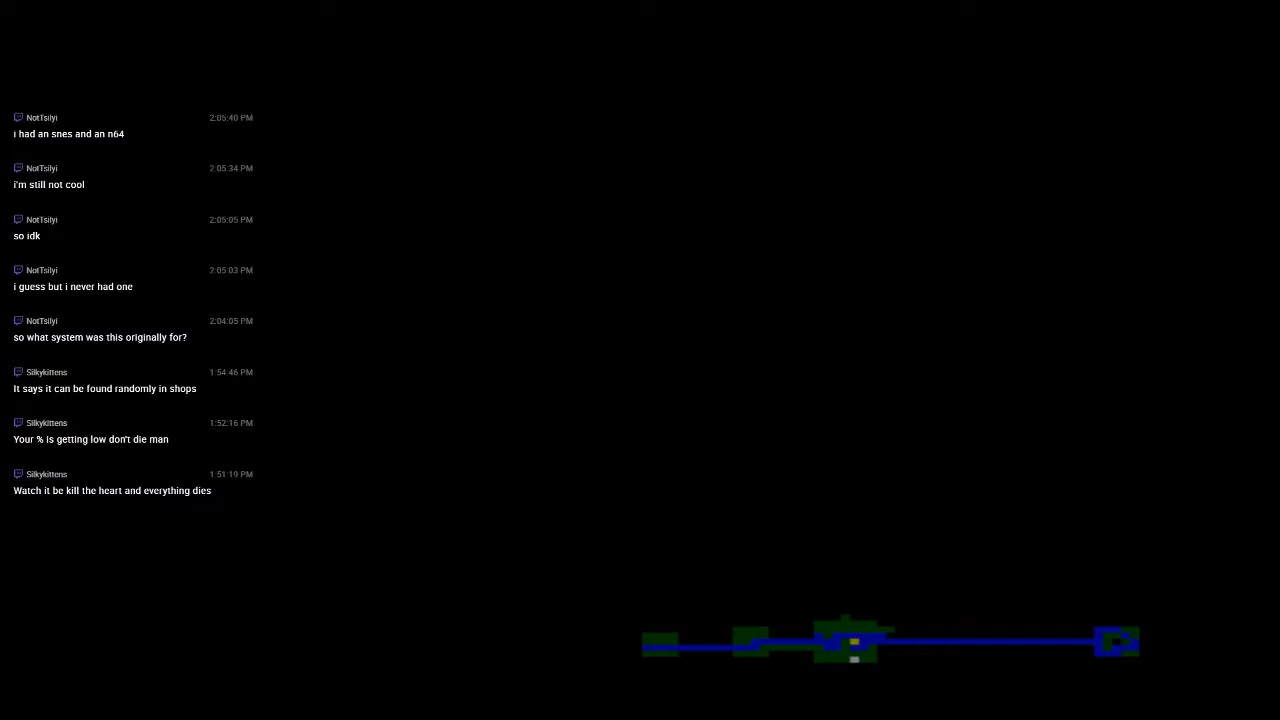 NotTsilyi 2:05:40 PM
i had an snes and an n64
NotTsilyi 2:05:34 PM
i'm still not cool
NotTsilyi 2:05:05 PM
so idk
NotTsilyi 2:05:03 PM
i guess but i never had one
NotTsilyi 2:04:05 PM
so what system was this originally for?
Silkykittens 1:54:46 PM
It says it can be found randomly in shops
Silkykittens 1:52:16 PM
Your % is getting low don't die man
Silkykittens 1:51:19 PM
Watch it be kill the heart and everything dies